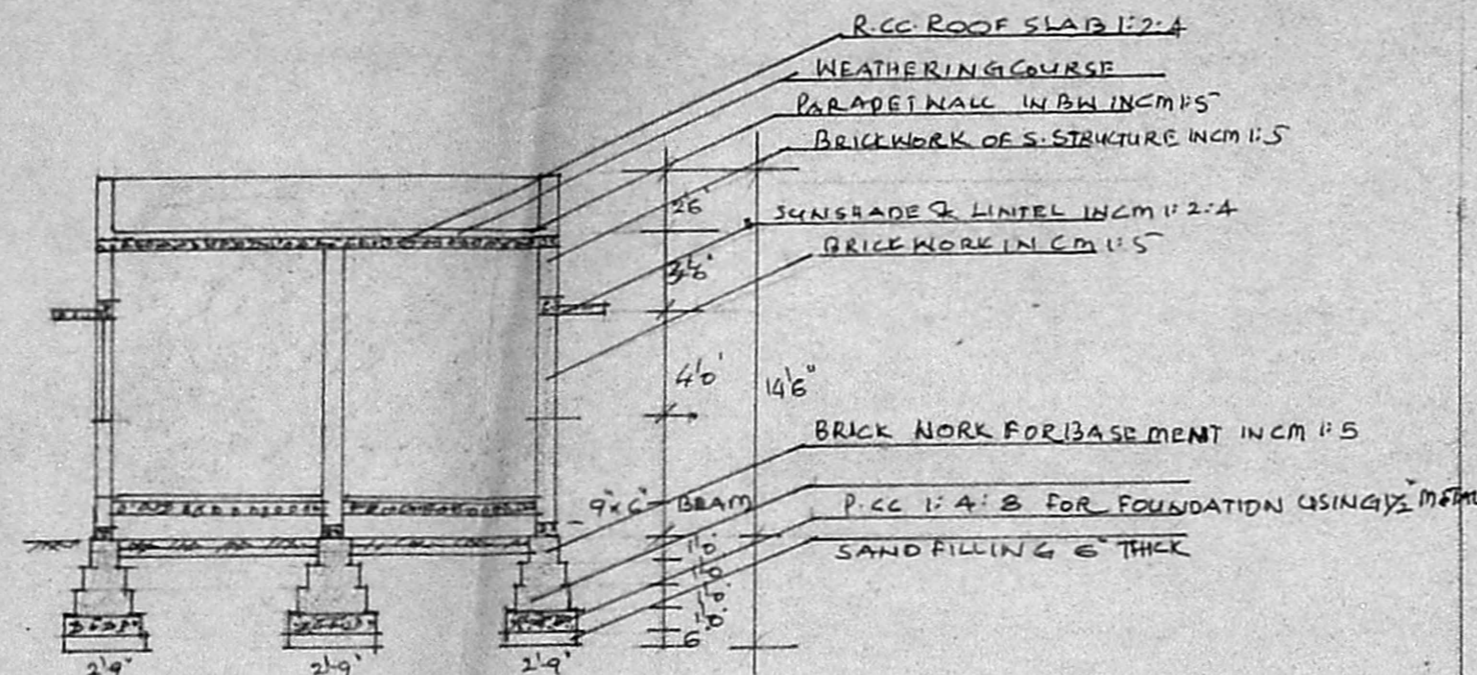 R.CC. ROOF SLAB 1:2:4
WEATHERING COURSE
PARAPET WALL IN BW IN CM 1:5
BRICKWORK OF S. STRUCTURE IN CM 1:5
2'6"
SUNSHADE & LINTEL IN CM 1:2:4
BRICK WORK IN CM 1:5
4'0"
14'6"
BRICK WORK FOR BASEMENT IN CM 1:5
9"x6" BEAM
P.CC 1:4:8 FOR FOUNDATION USING 1½" METAL
SAND FILLING 6" THICK
1'0"
1'0"
1'0"
1'0"
6"
2'-9"
2'-9"
2'-9"